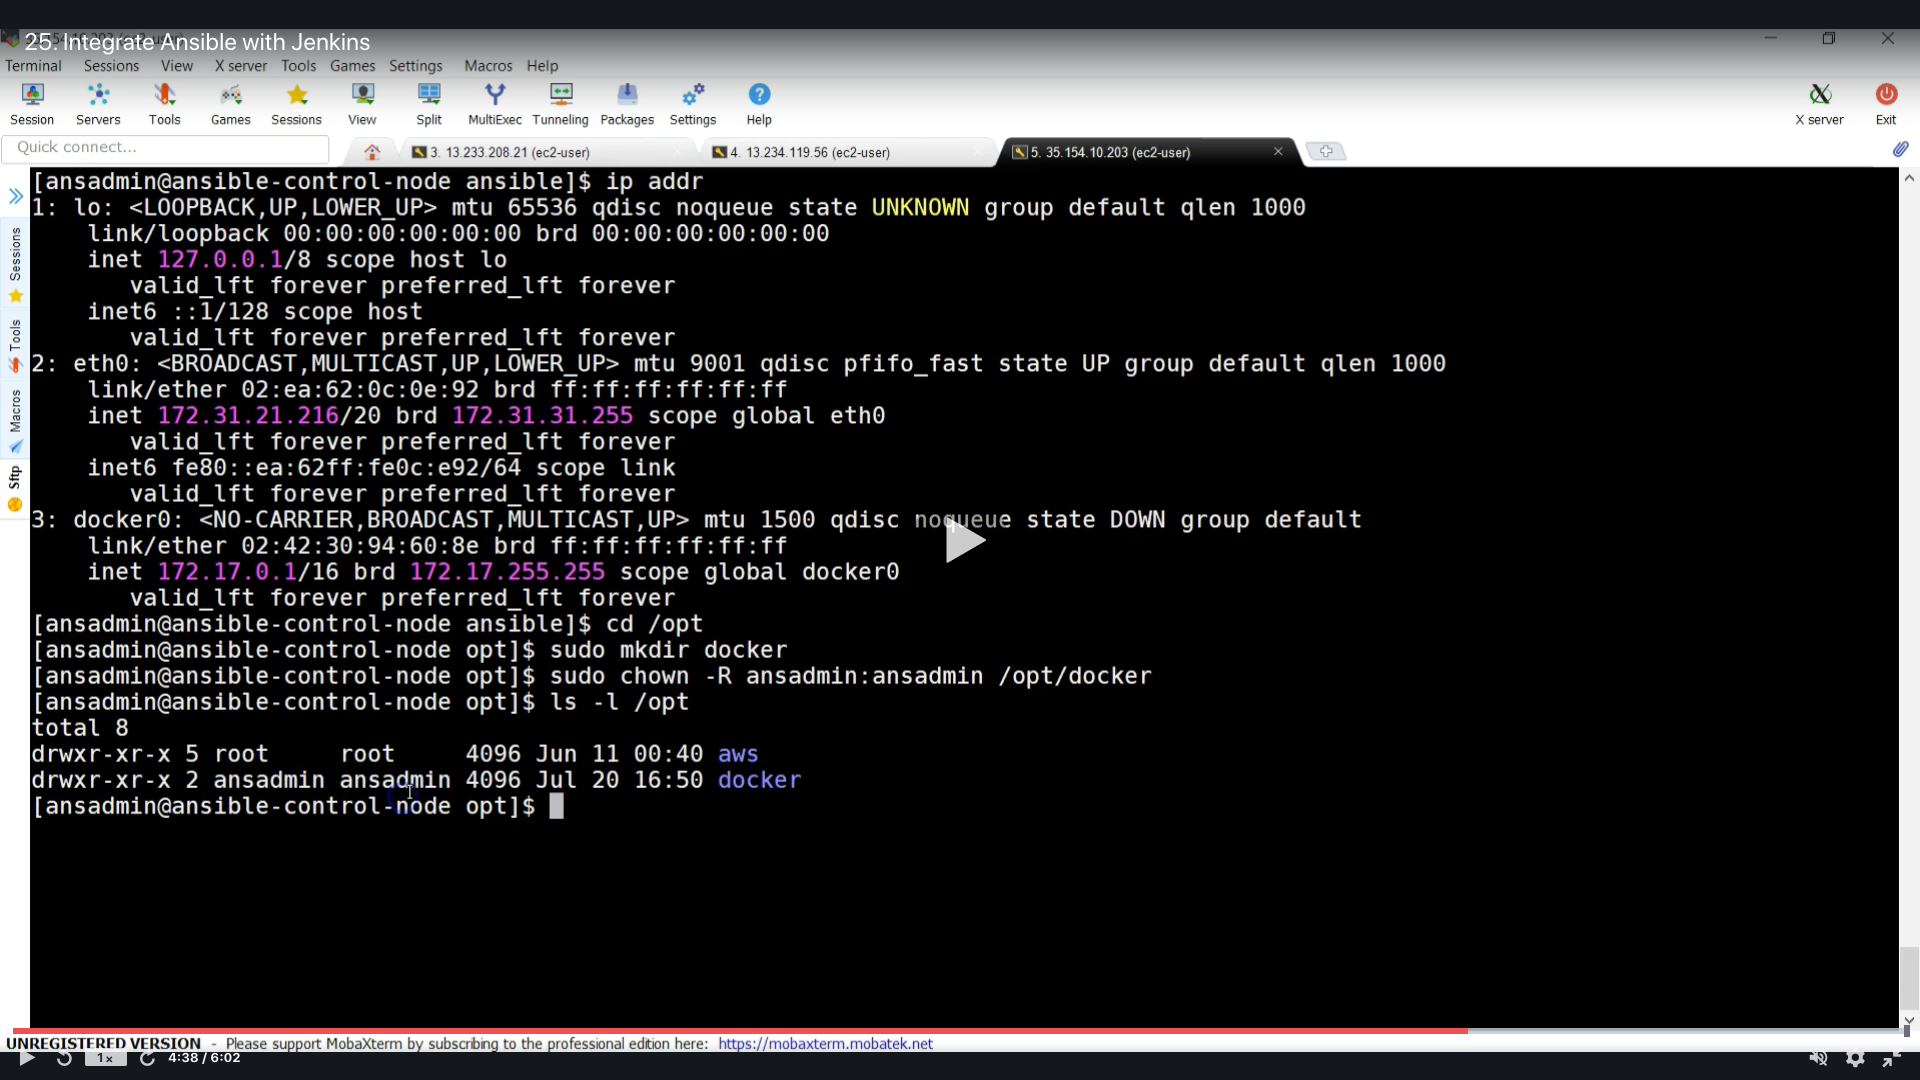 25. Integrate Ansible with Jenkins
Terminal Sessions View X server Tools Games Settings Macros Help
Session Servers Tools Games Sessions View Split MultiExec Tunneling Packages Settings Help X server Exit
Quick connect...
3. 13.233.208.21 (ec2-user)
4. 13.234.119.56 (ec2-user)
5. 35.154.10.203 (ec2-user)
Sessions
Tools
Macros
Sftp
[ansadmin@ansible-control-node ansible]$ ip addr
1: lo: <LOOPBACK,UP,LOWER_UP> mtu 65536 qdisc noqueue state UNKNOWN group default qlen 1000
link/loopback 00:00:00:00:00:00 brd 00:00:00:00:00:00
inet 127.0.0.1/8 scope host lo
valid_lft forever preferred_lft forever
inet6 ::1/128 scope host
valid_lft forever preferred_lft forever
2: eth0: <BROADCAST,MULTICAST,UP,LOWER_UP> mtu 9001 qdisc pfifo_fast state UP group default qlen 1000
link/ether 02:ea:62:0c:0e:92 brd ff:ff:ff:ff:ff:ff
inet 172.31.21.216/20 brd 172.31.31.255 scope global eth0
valid_lft forever preferred_lft forever
inet6 fe80::ea:62ff:fe0c:e92/64 scope link
valid_lft forever preferred_lft forever
3: docker0: <NO-CARRIER,BROADCAST,MULTICAST,UP> mtu 1500 qdisc noqueue state DOWN group default
link/ether 02:42:30:94:60:8e brd ff:ff:ff:ff:ff:ff
inet 172.17.0.1/16 brd 172.17.255.255 scope global docker0
valid_lft forever preferred_lft forever
[ansadmin@ansible-control-node ansible]$ cd /opt
[ansadmin@ansible-control-node opt]$ sudo mkdir docker
[ansadmin@ansible-control-node opt]$ sudo chown -R ansadmin:ansadmin /opt/docker
[ansadmin@ansible-control-node opt]$ ls -l /opt
total 8
drwxr-xr-x 5 root root 4096 Jun 11 00:40 aws
drwxr-xr-x 2 ansadmin ansadmin 4096 Jul 20 16:50 docker
[ansadmin@ansible-control-node opt]$
UNREGISTERED VERSION - Please support MobaXterm by subscribing to the professional edition here: https://mobaxterm.mobatek.net
1x 4:38 / 6:02